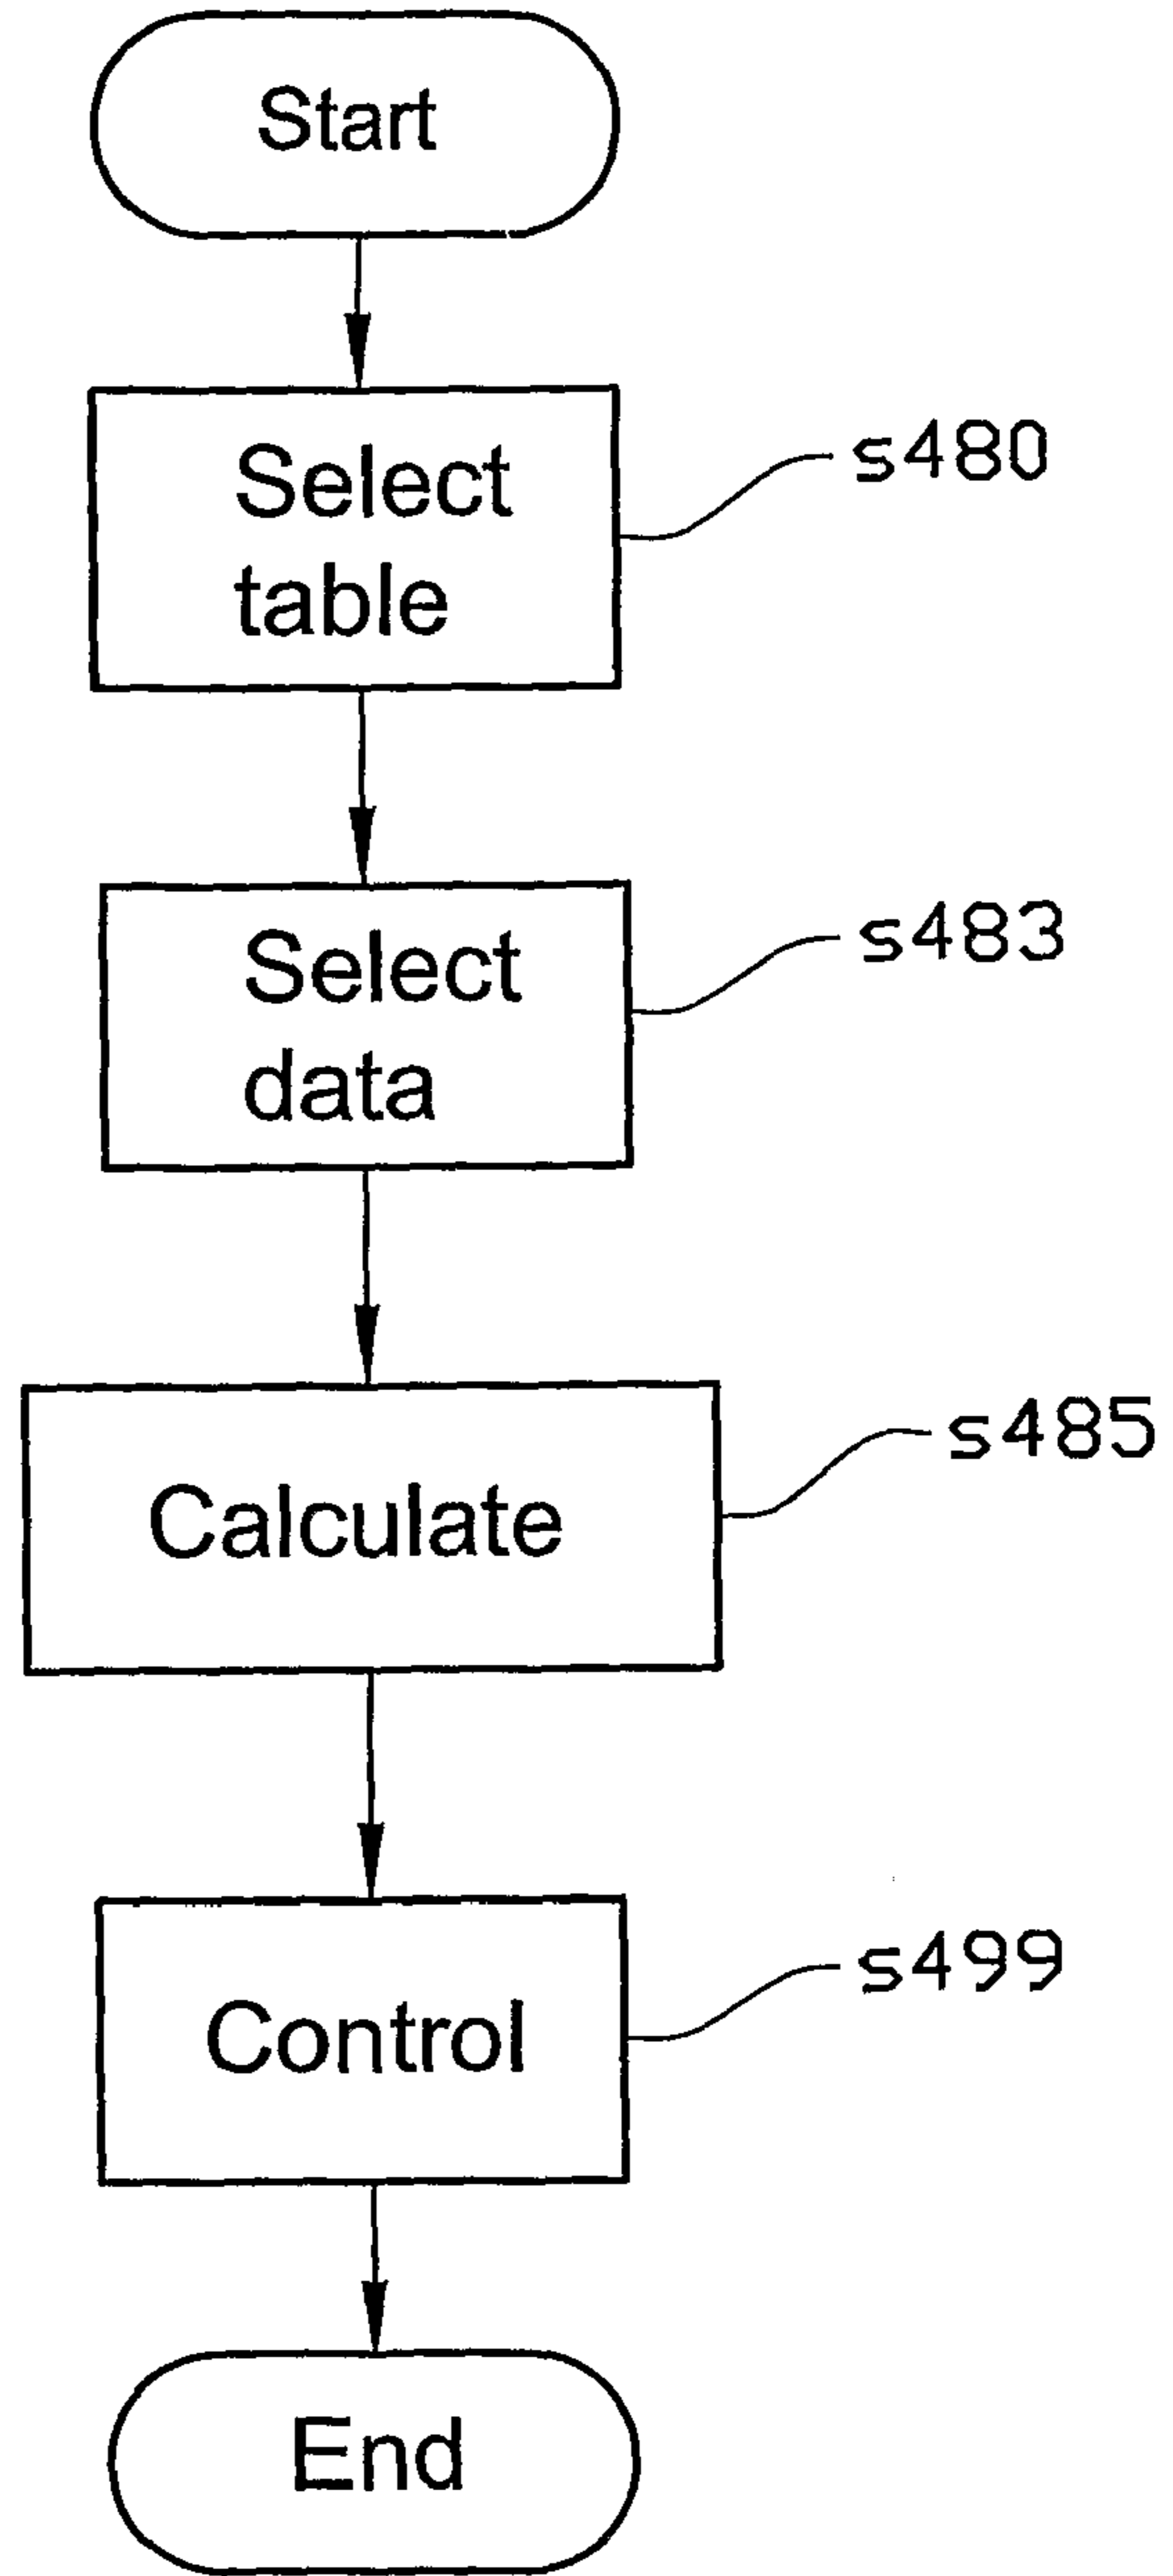 Start
Select
table
s480
Select
data
s483
Calculate
s485
Control
s499
End